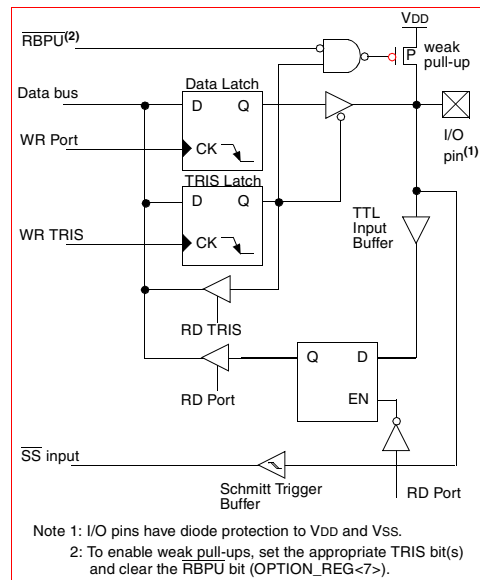 VDD
RBPU(2)
P
weak
pull-up
Data Latch
Data bus
D Q
I/O
pin(1)
WR Port
CK
TRIS Latch
D Q
TTL
Input
Buffer
WR TRIS
CK
RD TRIS
Q D
RD Port
EN
SS input
Schmitt Trigger
Buffer
RD Port
Note 1: I/O pins have diode protection to VDD and VSS.
2: To enable weak pull-ups, set the appropriate TRIS bit(s)
and clear the RBPU bit (OPTION_REG<7>).